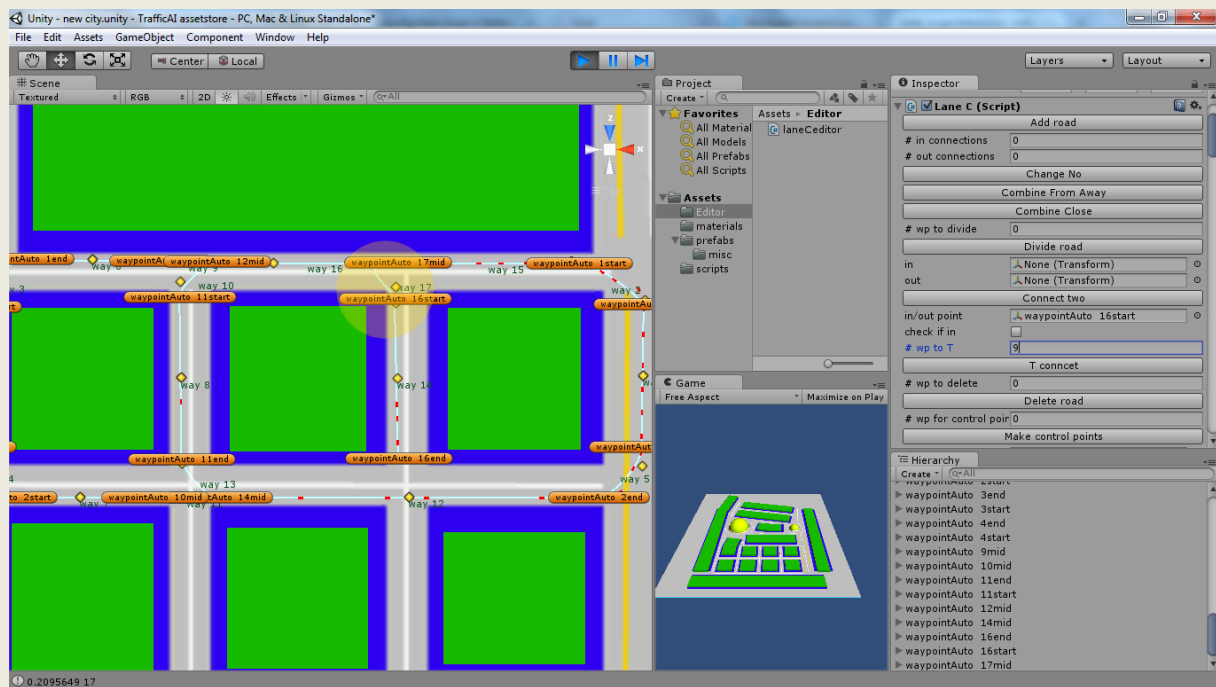 Unity - new city.unity - TrafficAI assetstore - PC, Mac & Linux Standalone*
File Edit Assets GameObject Component Window Help
Center Local
Layers Layout
# Scene
Textured RGB 2D Effects Gizmos All
z
x
ntAuto 1end
waypointA
waypointAuto 12mid
way 9
way 16
waypointAuto 17mid
way 15
waypointAuto 1start
way 10
way 17
way 3
waypointAuto 11start
waypointAuto 16start
waypointAu
way 8
way 14
waypointAuto 11end
waypointAuto 16end
waypointAut
way 13
way 5
o 2start
waypointAuto 10mid
tAuto 14mid
way 12
waypointAuto 2end
Project
Create
Favorites
All Material
All Models
All Prefabs
All Scripts
Assets
Editor
materials
prefabs
misc
scripts
Assets ▸ Editor
laneCeditor
Game
Free Aspect Maximize on Play
Inspector
Lane C (Script)
Add road
# in connections 0
# out connections 0
Change No
Combine From Away
Combine Close
# wp to divide 0
Divide road
in None (Transform)
out None (Transform)
Connect two
in/out point waypointAuto 16start
check if in
# wp to T 9
T conncet
# wp to delete 0
Delete road
# wp for control poir 0
Make control points
Hierarchy
Create All
waypointAuto 2start
waypointAuto 3end
waypointAuto 3start
waypointAuto 4end
waypointAuto 4start
waypointAuto 9mid
waypointAuto 10mid
waypointAuto 11end
waypointAuto 11start
waypointAuto 12mid
waypointAuto 14mid
waypointAuto 16end
waypointAuto 16start
waypointAuto 17mid
0.2095649 17